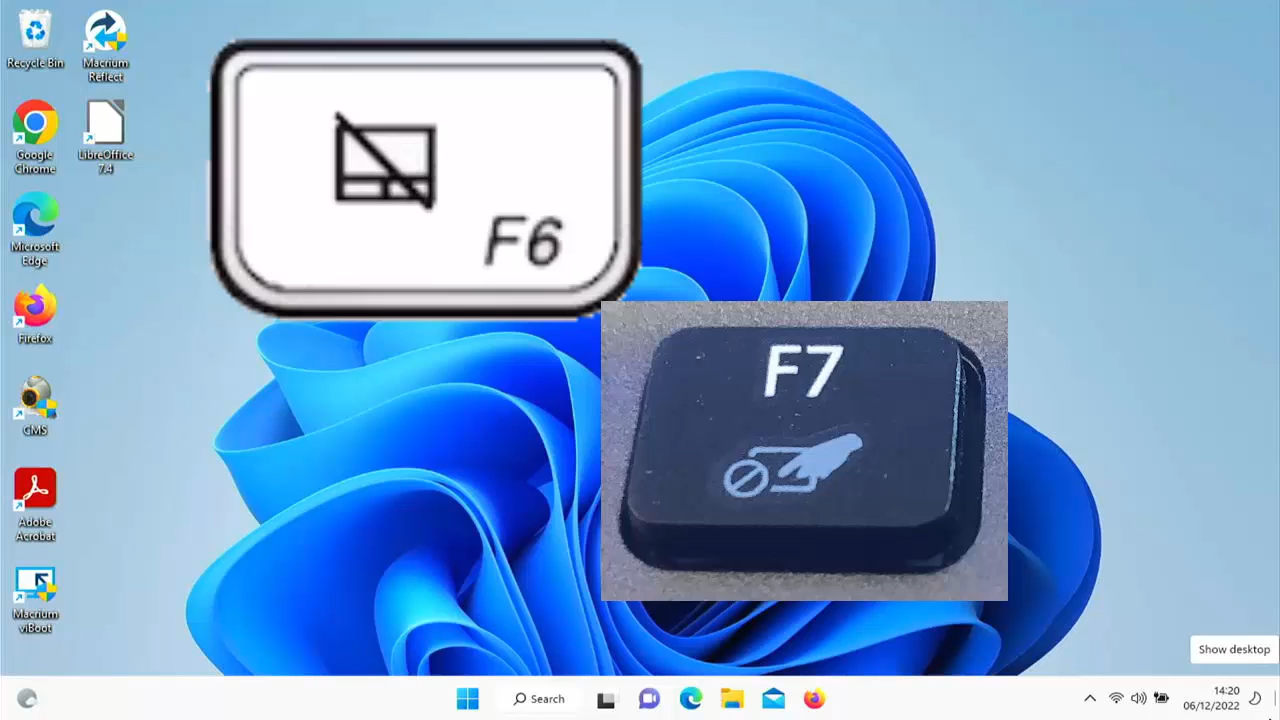 Recycle Bin
Macrium
Reflect
Google
Chrome
LibreOffice
7.4
Microsoft
Edge
Firefox
CMS
Adobe
Acrobat
Macrium
viBoot
F6
F7
Show desktop
Search
14:20
06/12/2022